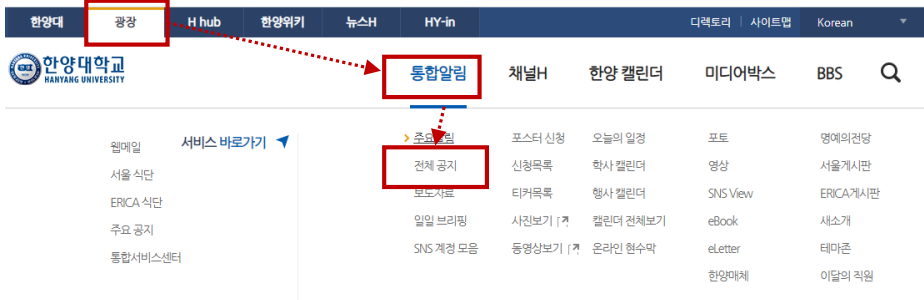 한양대 광장 H hub 한양위키 뉴스H HY-in 디렉토리 사이트맵 Korean
한양대학교
HANYANG UNIVERSITY
통합알림 채널H 한양 캘린더 미디어박스 BBS
서비스 바로가기
웹메일
서울 식단
ERICA 식단
주요 공지
통합서비스센터
주요알림
전체 공지
보도자료
일일 브리핑
SNS 계정 모음
포스터 신청
신청목록
티커목록
사진보기
동영상보기
오늘의 일정
학사 캘린더
행사 캘린더
캘린더 전체보기
온라인 현수막
포토
영상
SNS View
eBook
eLetter
한양매체
명예의전당
서울게시판
ERICA게시판
새소개
테마존
이달의 직원